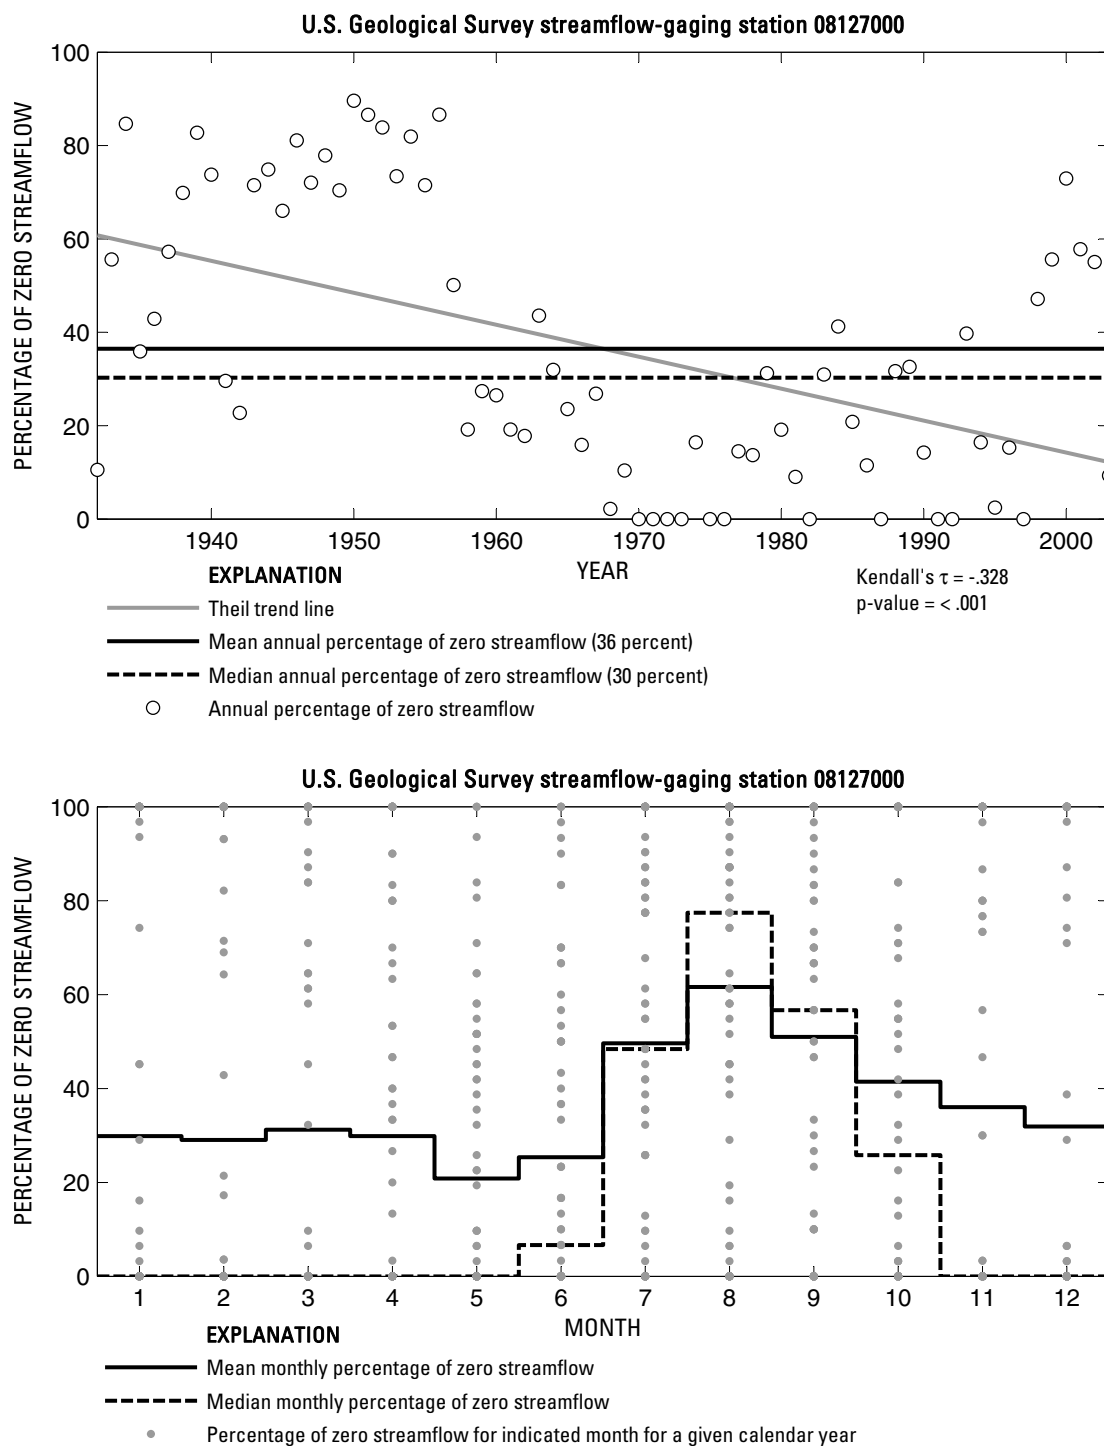 U.S. Geological Survey streamflow-gaging station 08127000
PERCENTAGE OF ZERO STREAMFLOW
100
80
60
40
20
0
1940 1950 1960 1970 1980 1990 2000
YEAR
Kendall's τ = -.328
p-value = < .001
EXPLANATION
Theil trend line
Mean annual percentage of zero streamflow (36 percent)
Median annual percentage of zero streamflow (30 percent)
Annual percentage of zero streamflow
U.S. Geological Survey streamflow-gaging station 08127000
PERCENTAGE OF ZERO STREAMFLOW
100
80
60
40
20
0
1 2 3 4 5 6 7 8 9 10 11 12
MONTH
EXPLANATION
Mean monthly percentage of zero streamflow
Median monthly percentage of zero streamflow
Percentage of zero streamflow for indicated month for a given calendar year